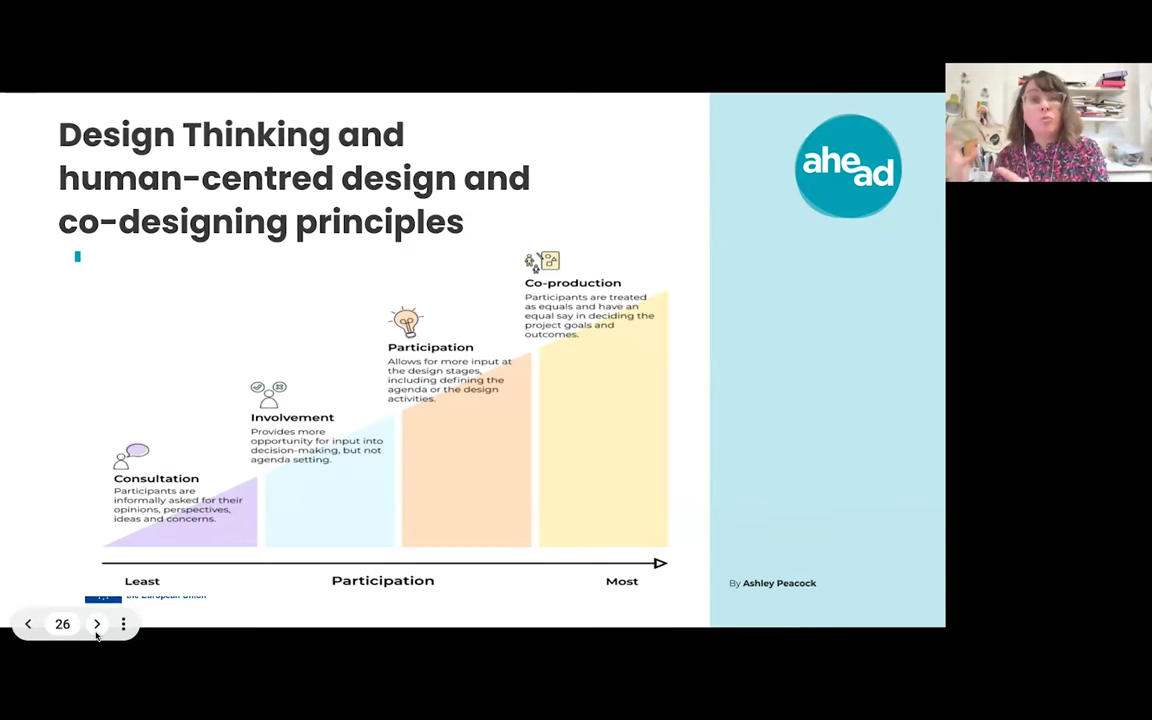 Design Thinking and
human-centred design and
co-designing principles
ahead
Co-production
Participants are treated
as equals and have an
equal say in deciding the
project goals and
outcomes.
Participation
Allows for more input at
the design stages,
including defining the
agenda or the design
activities.
Involvement
Provides more
opportunity for input into
decision-making, but not
agenda setting.
Consultation
Participants are
informally asked for their
opinions, perspectives,
ideas and concerns.
Least
Participation
Most
By Ashley Peacock
the European Union
26